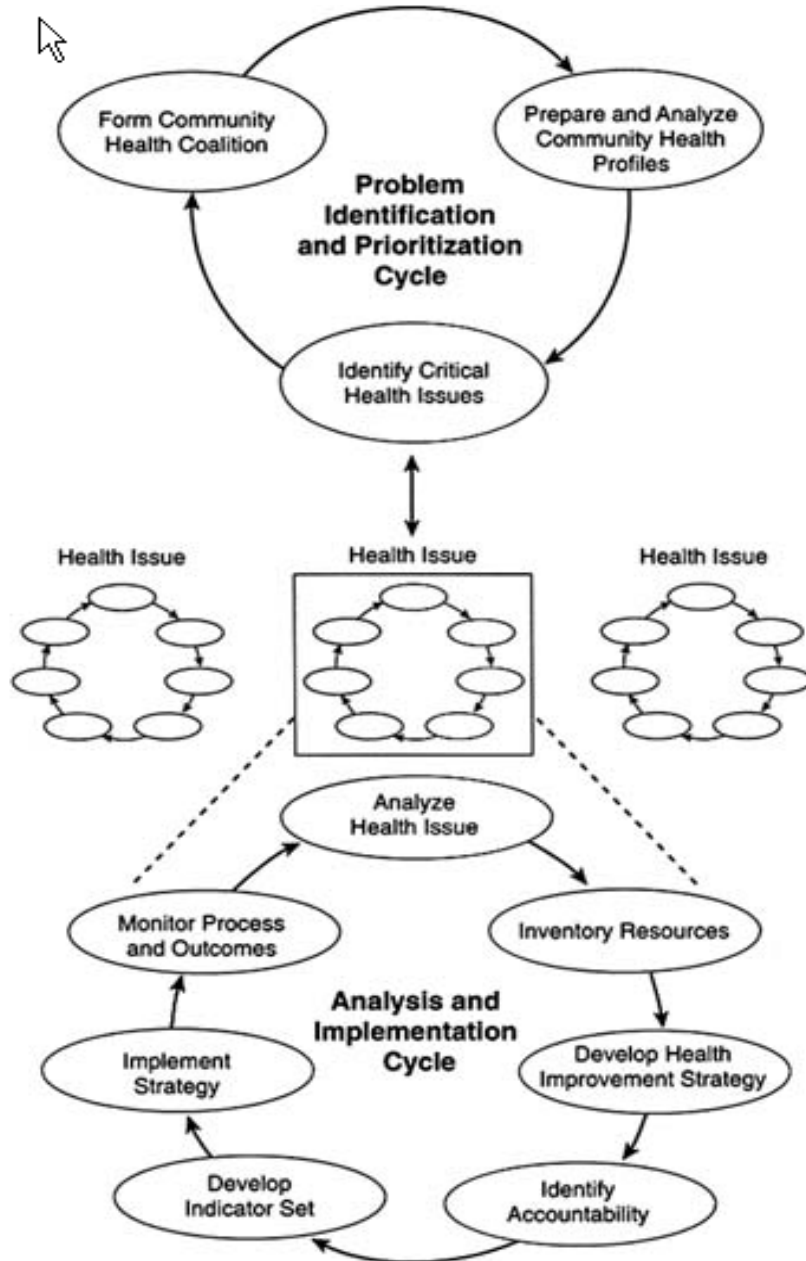 Form Community
Health Coalition
Prepare and Analyze
Community Health
Profiles
Problem
Identification
and Prioritization
Cycle
Identify Critical
Health Issues
Health Issue
Health Issue
Health Issue
Analyze
Health Issue
Monitor Process
and Outcomes
Inventory Resources
Analysis and
Implementation
Cycle
Implement
Strategy
Develop Health
Improvement Strategy
Develop
Indicator Set
Identify
Accountability